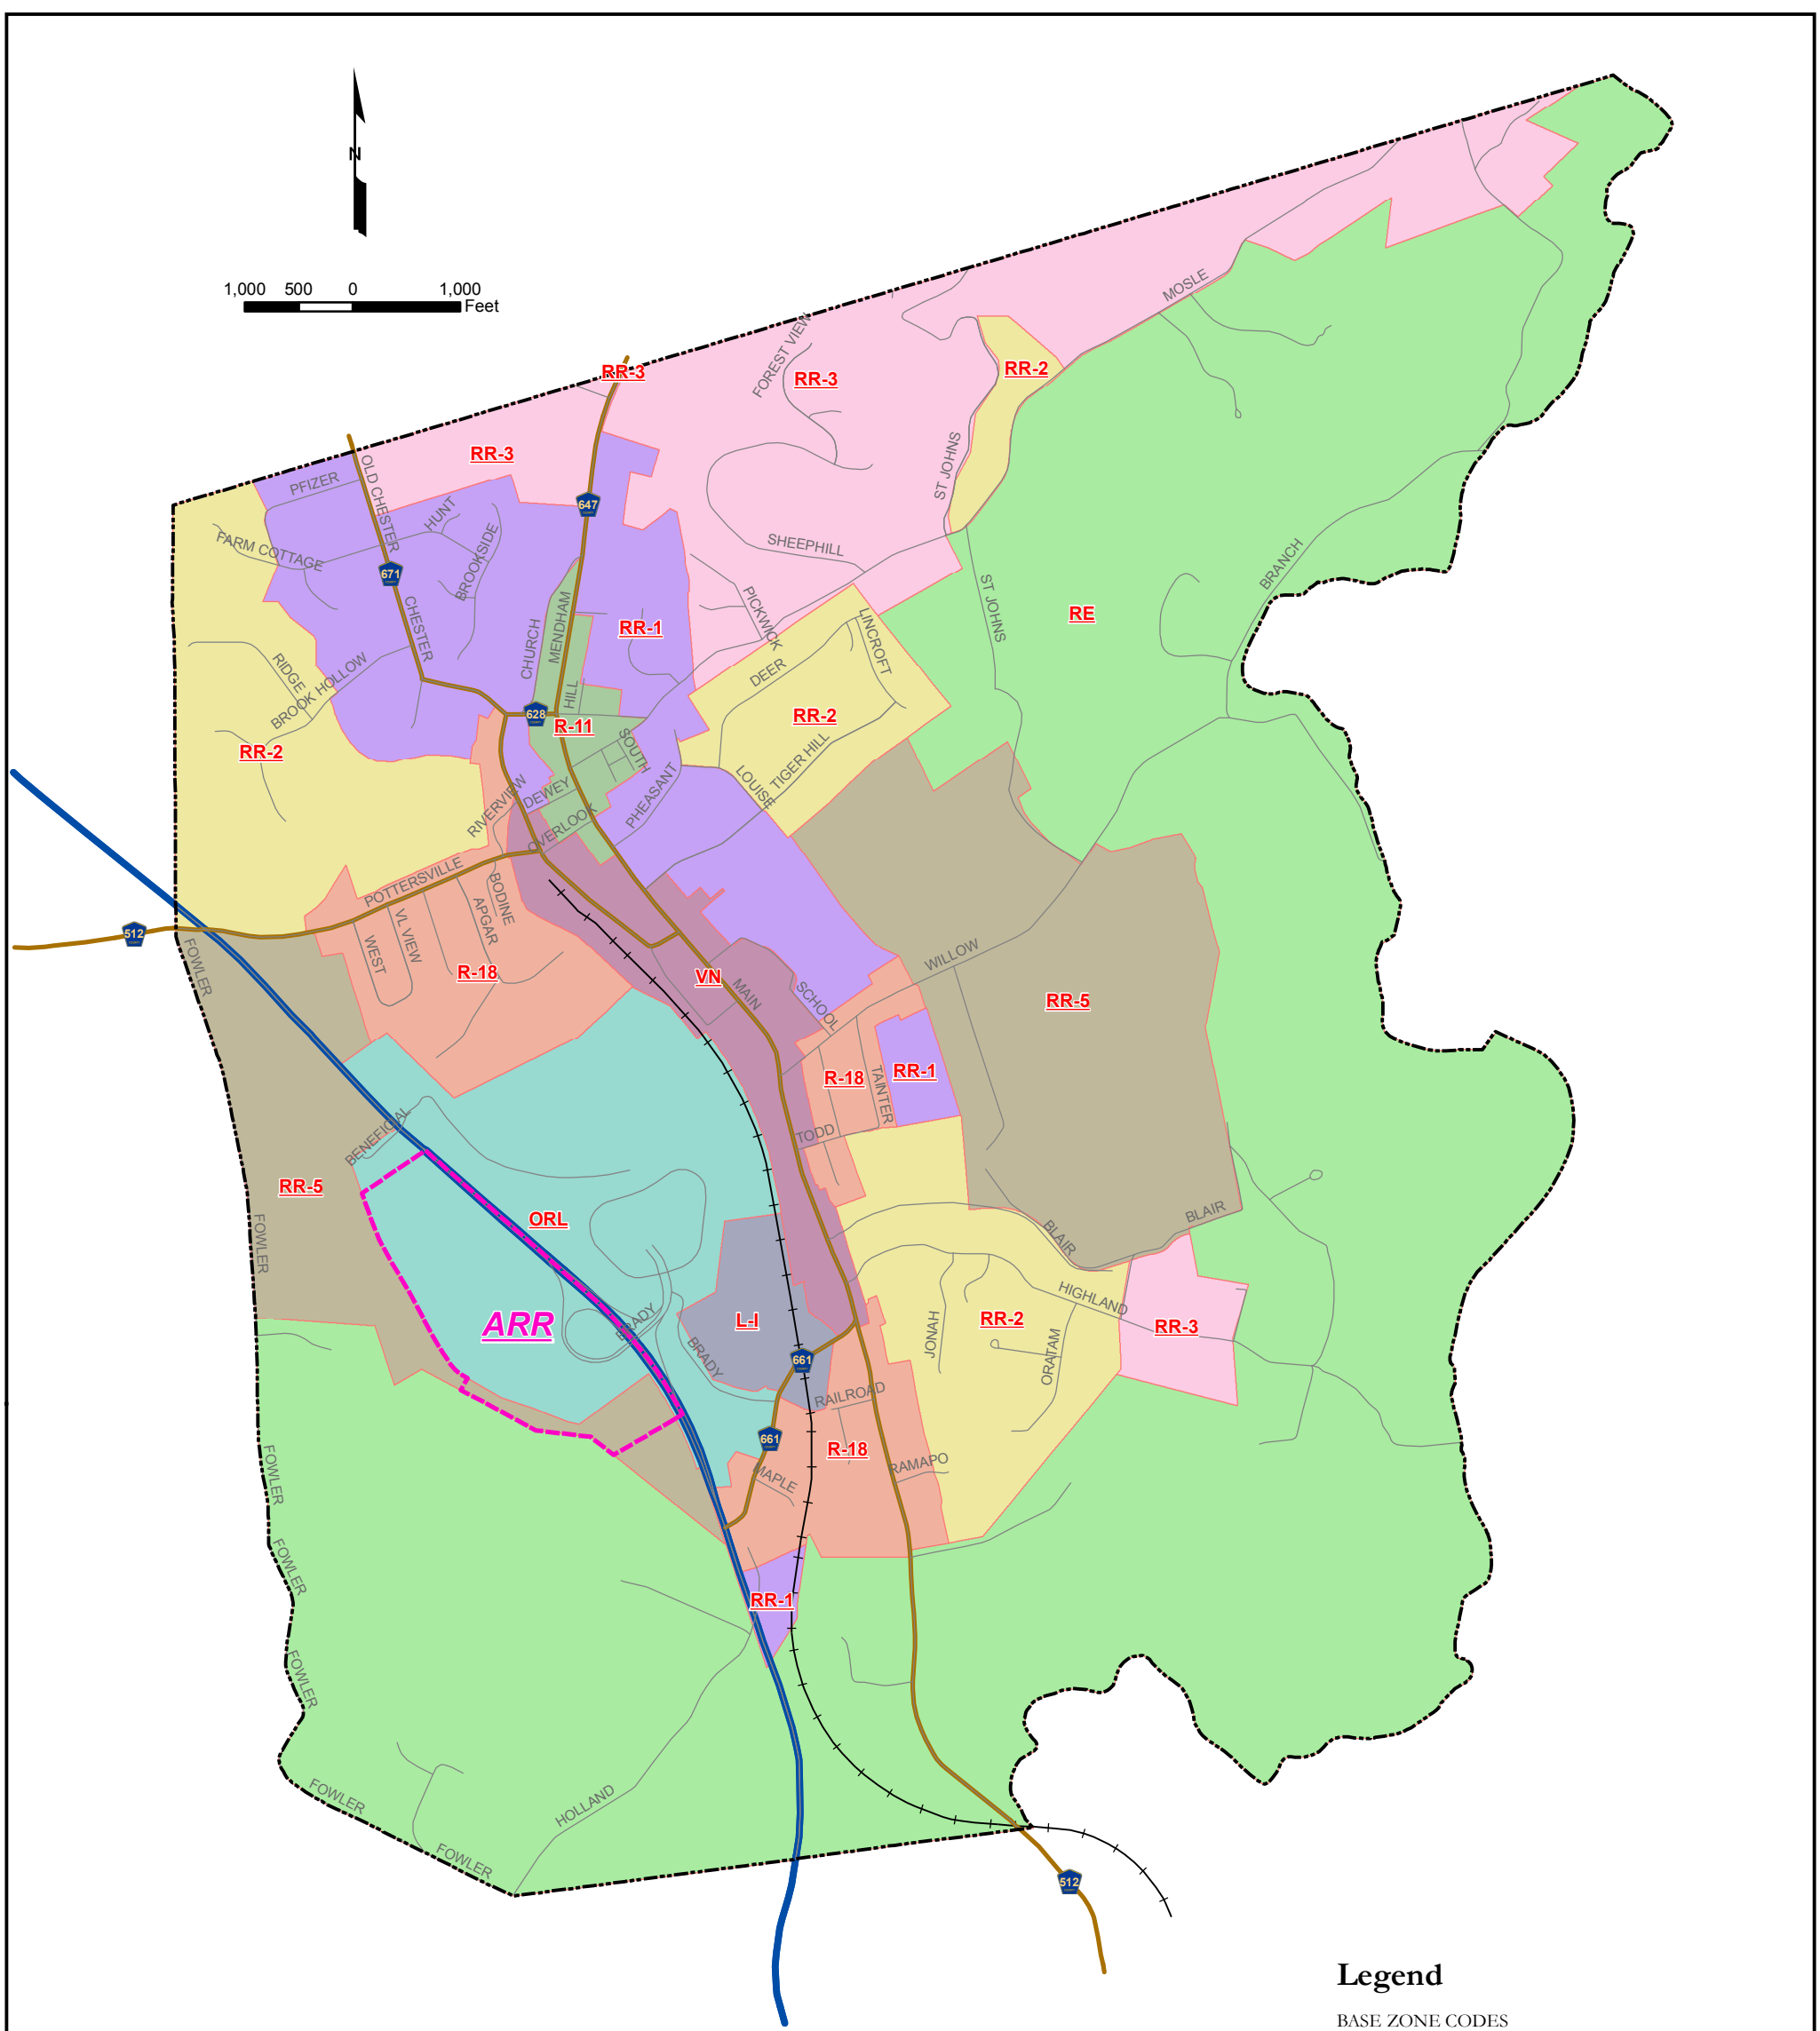 N
1,000 500 0 1,000
Feet
RR-3
RR-3
FOREST VIEW
RR-3
RR-2
MOSLE
PFIZER
OLD CHESTER
HUNT
BROOKSIDE
FARM COTTAGE
647
671
ST JOHNS
SHEEPHILL
BRANCH
CHESTER
CHURCH
MENDHAM
RR-1
PICKWICK
LINCROFT
ST JOHNS
RE
RIDGE
BROOK HOLLOW
HILL
DEER
RR-2
628
R-11
RR-2
SOUTH
TIGER HILL
LOUISE
RIVERVIEW
DEWEY
OVERLOOK
PHEASANT
POTTERSVILLE
BODINE
APGAR
VL VIEW
WEST
512
FOWLER
R-18
VN
MAIN
SCHOOL
WILLOW
RR-5
R-18
TAINTER
RR-1
TODD
BENEFICIAL
RR-5
FOWLER
ORL
BLAIR
BLAIR
HIGHLAND
ARR
BRADY
BRADY
L-I
JONAH
RR-2
ORATAM
RR-3
661
RAILROAD
661
R-18
RAMAPO
MAPLE
FOWLER
FOWLER
RR-1
FOWLER
FOWLER
HOLLAND
FOWLER
512
Legend
BASE ZONE CODES